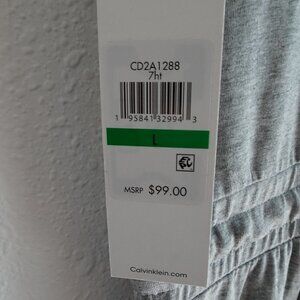 CD2A1288
7ht
1 95841 32994 3
L
MSRP $99.00
Calvinklein.com